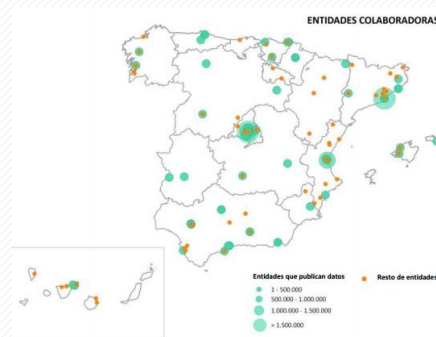 ENTIDADES COLABORADORAS
Entidades que publican datos
Resto de entidades
1 - 500.000
500.000 - 1.000.000
1.000.000 - 1.500.000
> 1.500.000